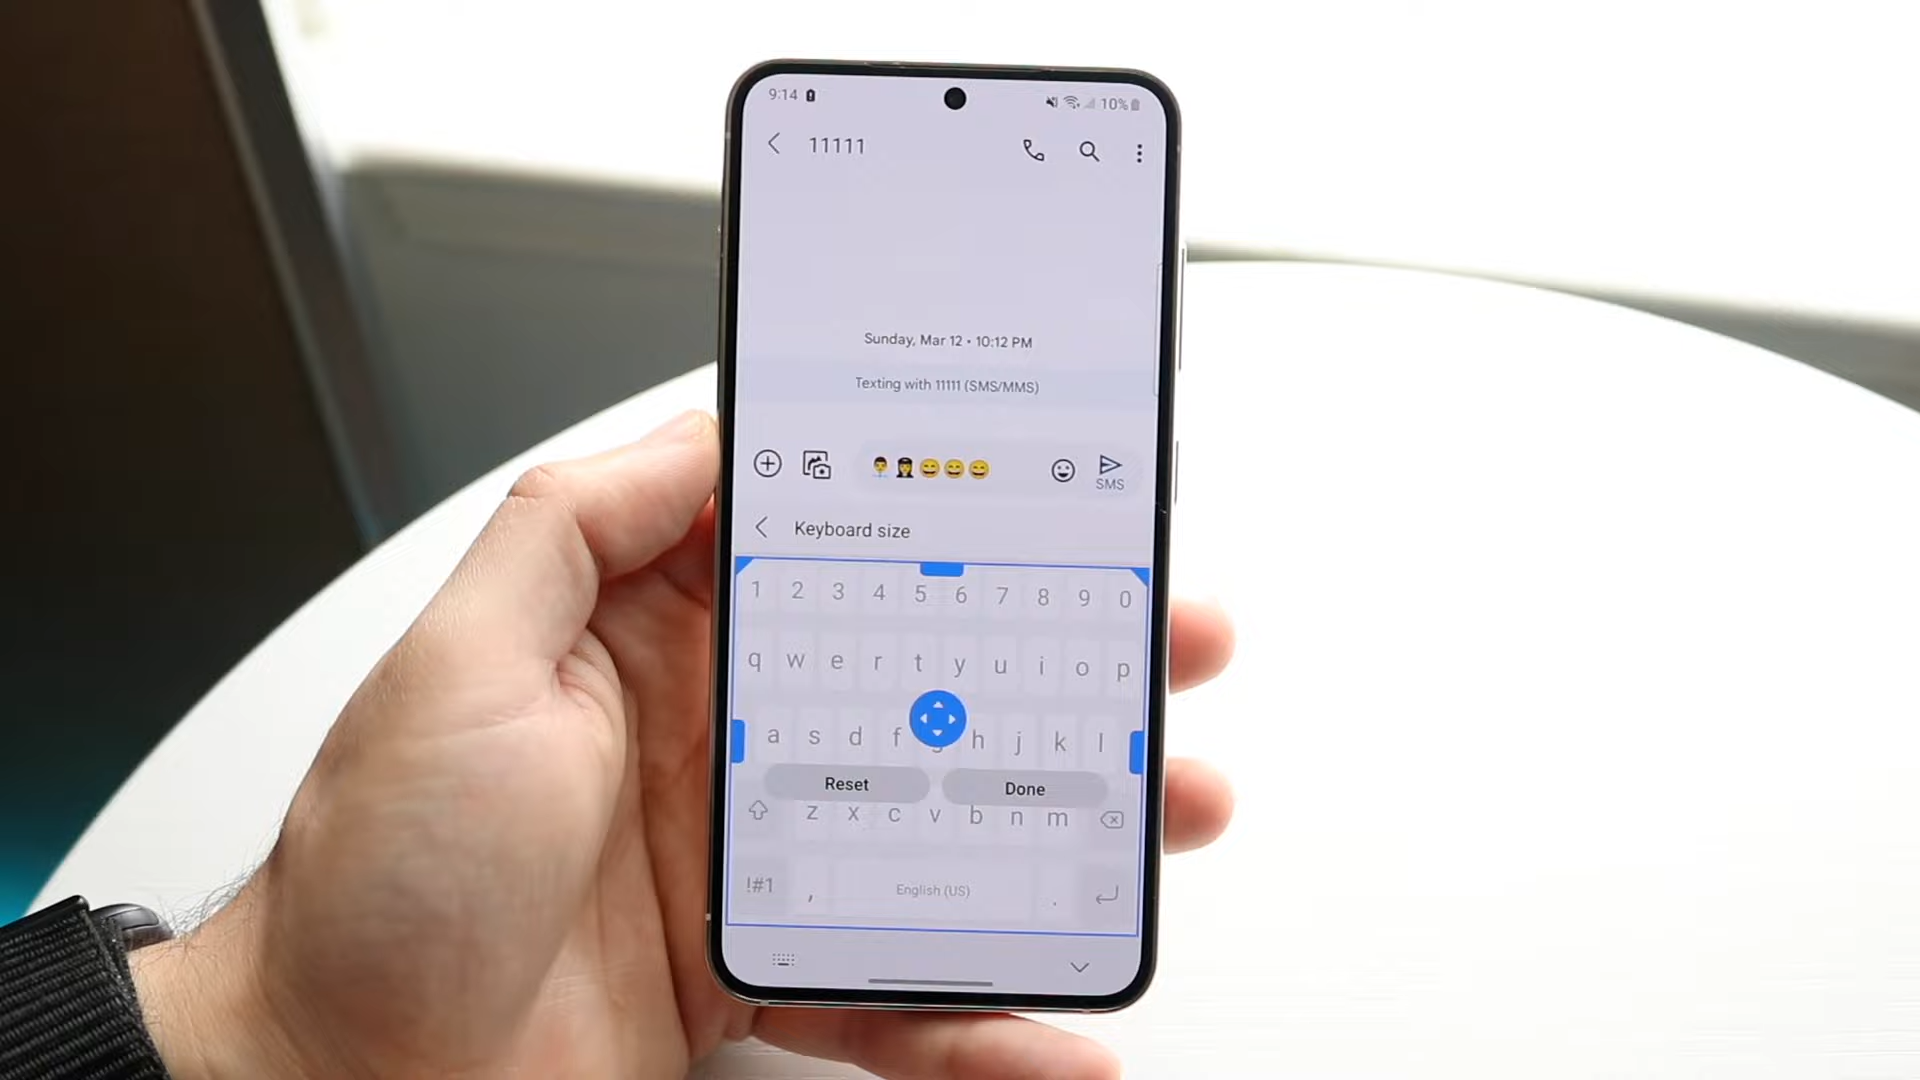 9:14 10%
11111
Sunday, Mar 12 • 10:12 PM
Texting with 11111 (SMS/MMS)
👨‍💼👩‍✈️😄😄😄
SMS
Keyboard size
1 2 3 4 5 6 7 8 9 0
q w e r t y u i o p
a s d f g h j k l
Reset Done
z x c v b n m
!#1 , English (US) .